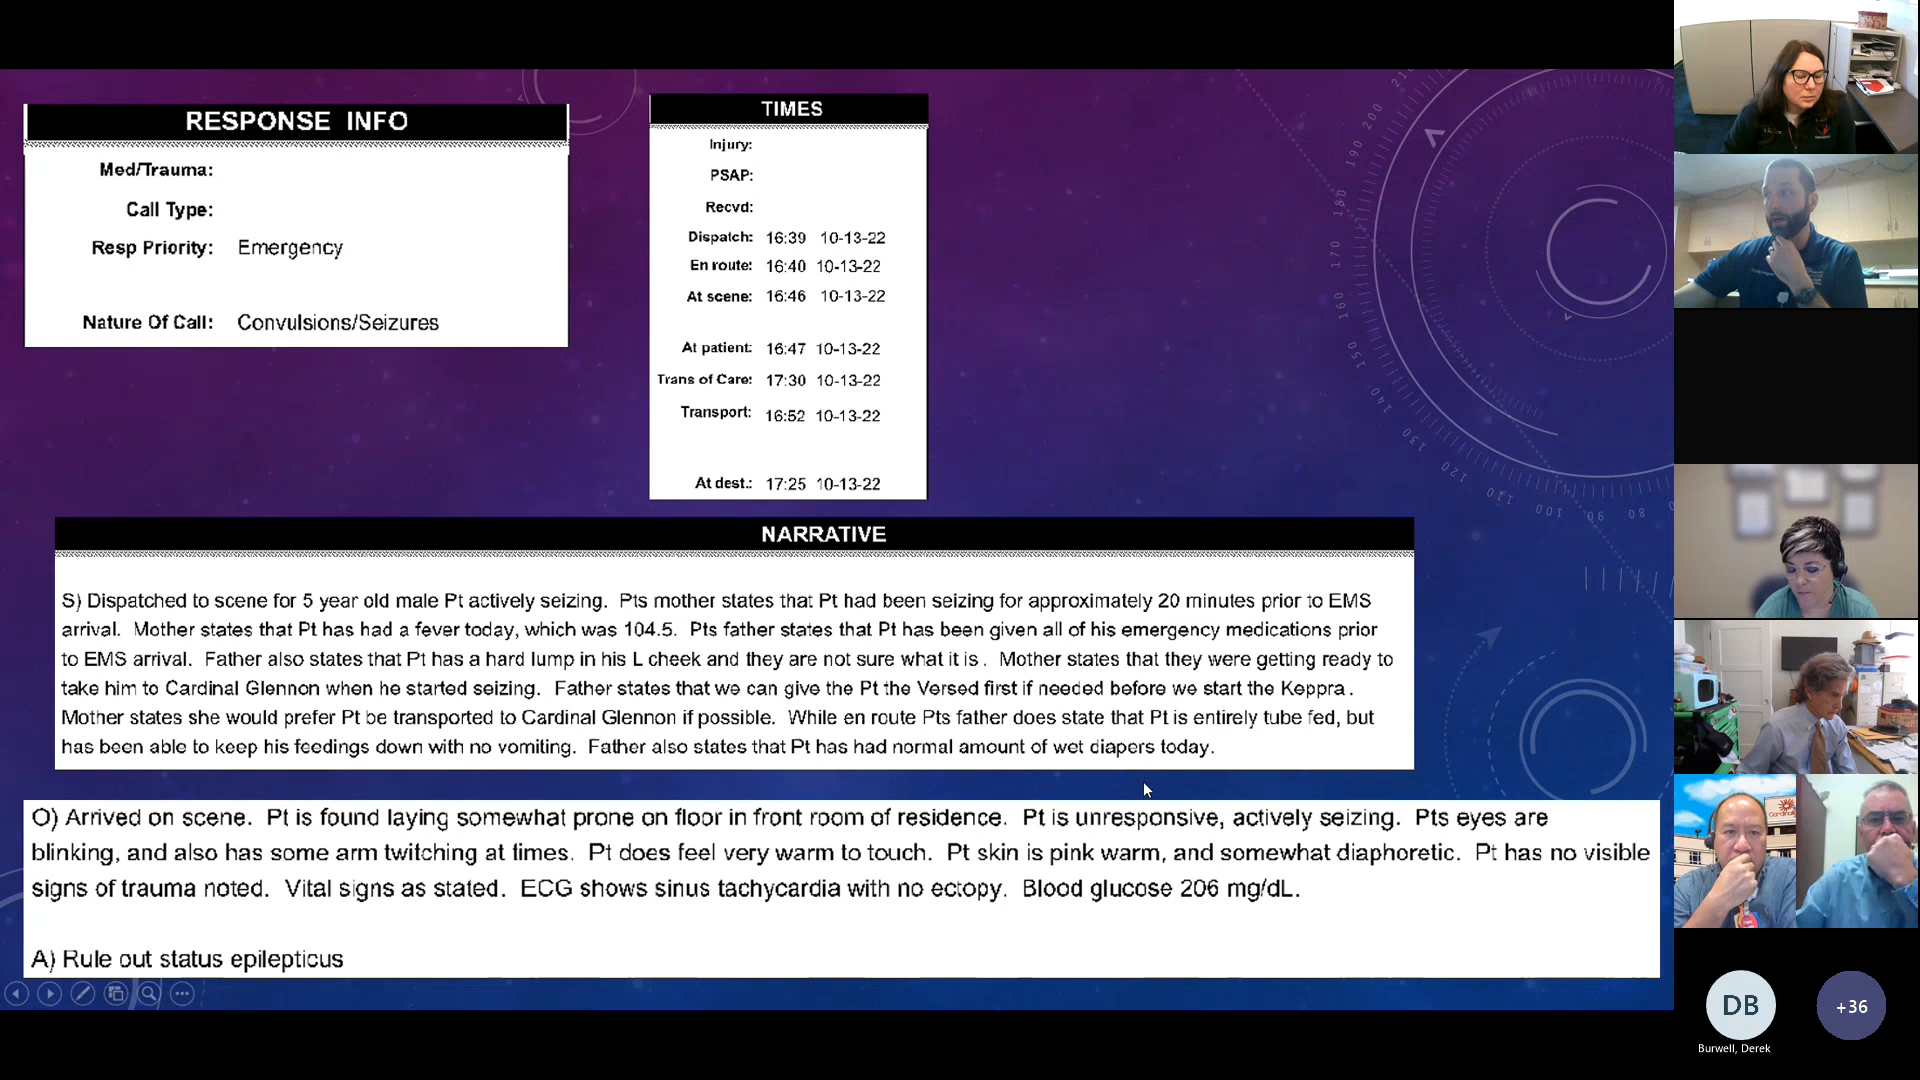 RESPONSE INFO
Med/Trauma:
Call Type:
Resp Priority: Emergency
Nature Of Call: Convulsions/Seizures
TIMES
Injury:
PSAP:
Recvd:
Dispatch: 16:39 10-13-22
En route: 16:40 10-13-22
At scene: 16:46 10-13-22
At patient: 16:47 10-13-22
Trans of Care: 17:30 10-13-22
Transport: 16:52 10-13-22
At dest.: 17:25 10-13-22
NARRATIVE
S) Dispatched to scene for 5 year old male Pt actively seizing. Pts mother states that Pt had been seizing for approximately 20 minutes prior to EMS
arrival. Mother states that Pt has had a fever today, which was 104.5. Pts father states that Pt has been given all of his emergency medications prior
to EMS arrival. Father also states that Pt has a hard lump in his L cheek and they are not sure what it is. Mother states that they were getting ready to
take him to Cardinal Glennon when he started seizing. Father states that we can give the Pt the Versed first if needed before we start the Keppra.
Mother states she would prefer Pt be transported to Cardinal Glennon if possible. While en route Pts father does state that Pt is entirely tube fed, but
has been able to keep his feedings down with no vomiting. Father also states that Pt has had normal amount of wet diapers today.
O) Arrived on scene. Pt is found laying somewhat prone on floor in front room of residence. Pt is unresponsive, actively seizing. Pts eyes are
blinking, and also has some arm twitching at times. Pt does feel very warm to touch. Pt skin is pink warm, and somewhat diaphoretic. Pt has no visible
signs of trauma noted. Vital signs as stated. ECG shows sinus tachycardia with no ectopy. Blood glucose 206 mg/dL.
A) Rule out status epilepticus
210
200
190
180
170
160
150
140
130
120
110
100
90
80
DB
+36
Burwell, Derek